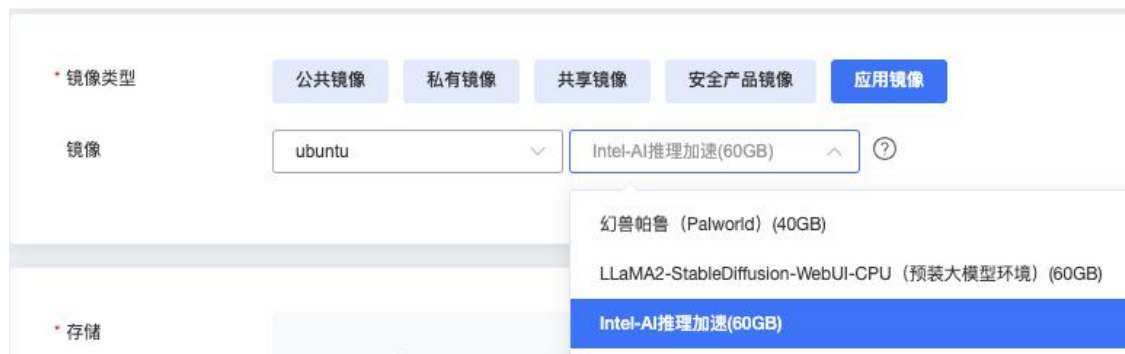 * 镜像类型 公共镜像 私有镜像 共享镜像 安全产品镜像 应用镜像
镜像 ubuntu Intel-AI推理加速(60GB) ?
幻兽帕鲁（Palworld）(40GB)
LLaMA2-StableDiffusion-WebUI-CPU（预装大模型环境）(60GB)
* 存储 Intel-AI推理加速(60GB)